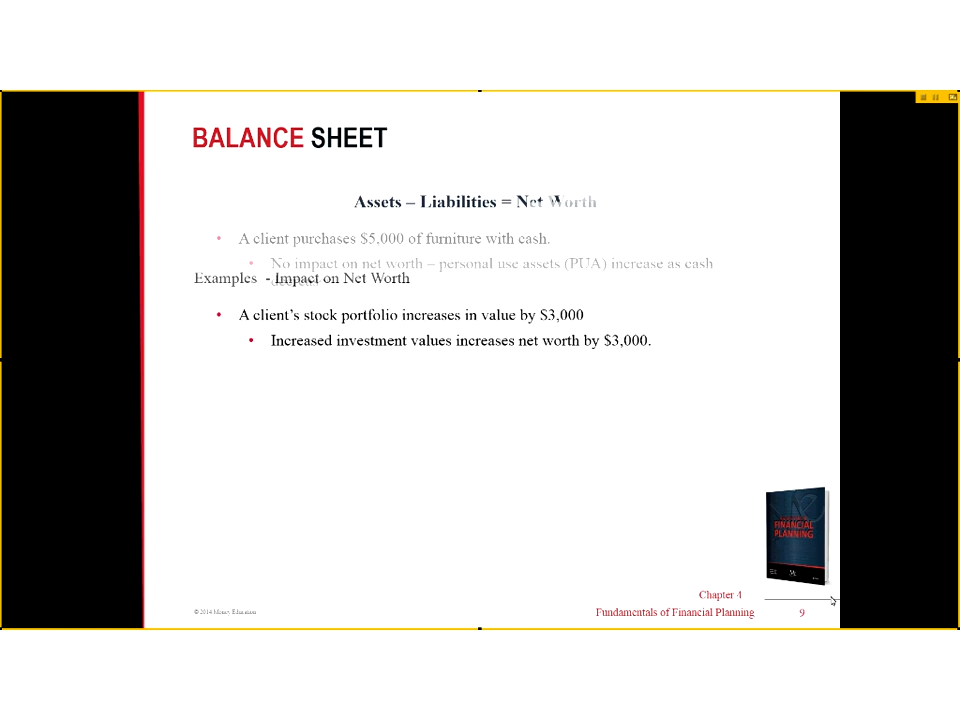 BALANCE SHEET
Assets – Liabilities = Net Worth
• A client purchases $5,000 of furniture with cash.
• No impact on net worth – personal use assets (PUA) increase as cash
Examples - Impact on Net Worth
• A client’s stock portfolio increases in value by $3,000
• Increased investment values increases net worth by $3,000.
FINANCIAL
PLANNING
Chapter 4
© 2014 Money Education
Fundamentals of Financial Planning
9